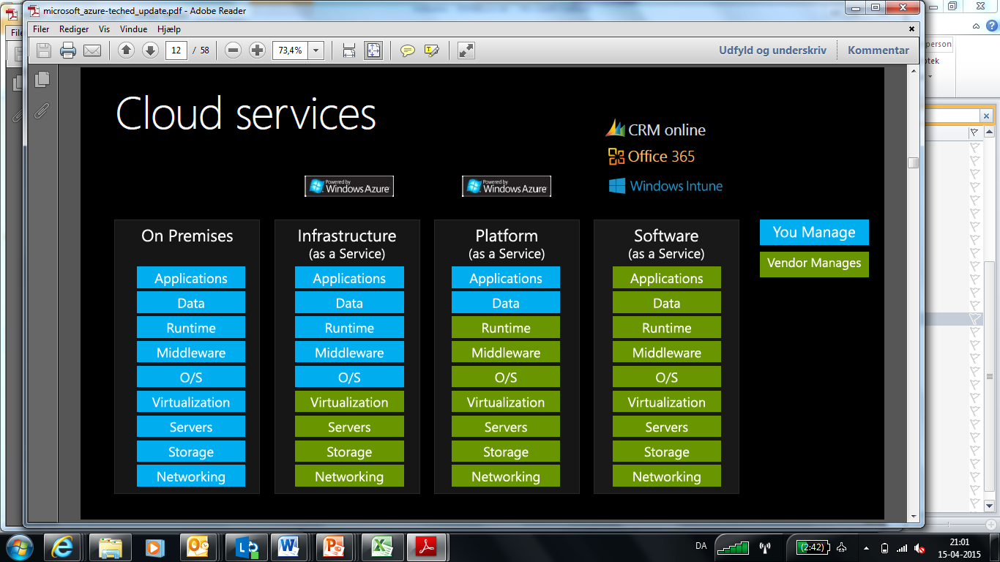 microsoft_azure-teched_update.pdf - Adobe Reader
Filer Rediger Vis Vindue Hjælp
12 / 58 73,4% Udfyld og underskriv Kommentar
Cloud services
CRM online
Office 365
Windows Intune
Powered by
Windows Azure
Powered by
Windows Azure
On Premises
Applications
Data
Runtime
Middleware
O/S
Virtualization
Servers
Storage
Networking
Infrastructure
(as a Service)
Applications
Data
Runtime
Middleware
O/S
Virtualization
Servers
Storage
Networking
Platform
(as a Service)
Applications
Data
Runtime
Middleware
O/S
Virtualization
Servers
Storage
Networking
Software
(as a Service)
Applications
Data
Runtime
Middleware
O/S
Virtualization
Servers
Storage
Networking
You Manage
Vendor Manages
person
DA
(2:42)
21:01
15-04-2015